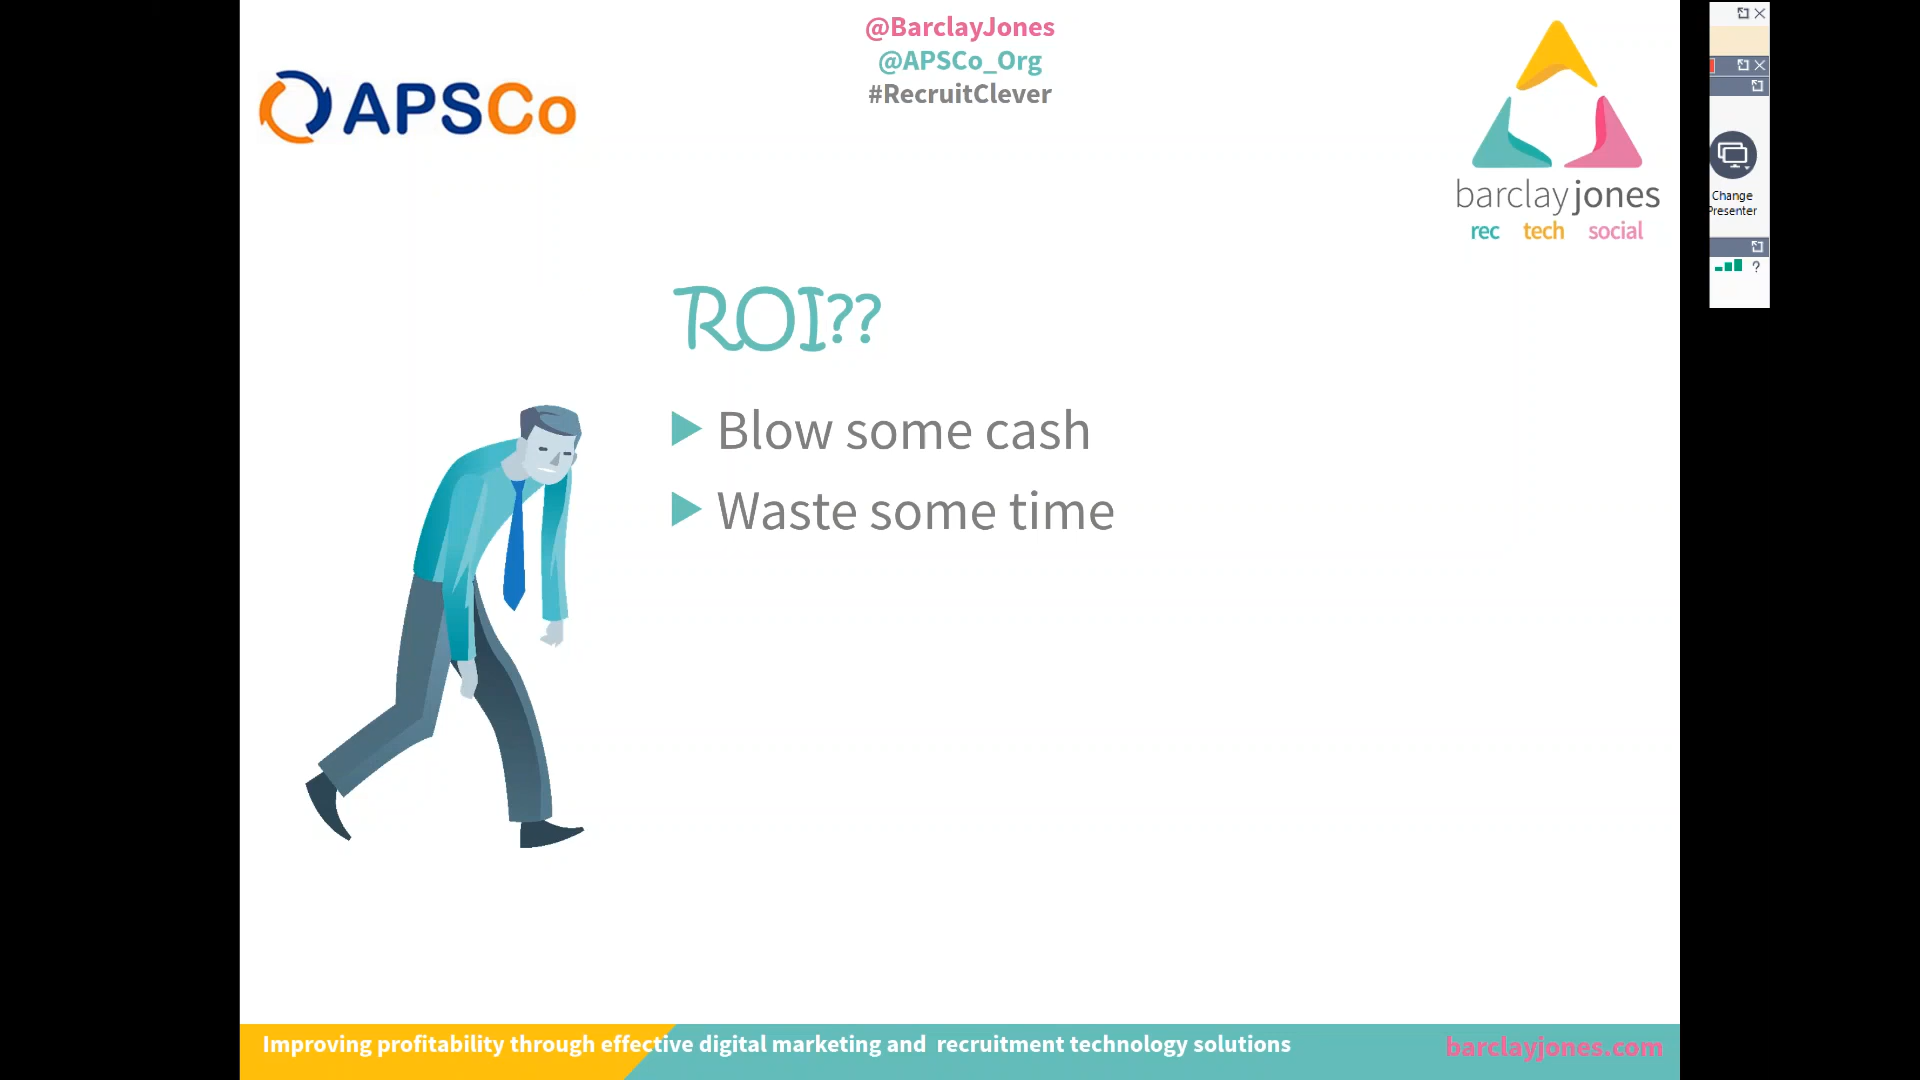 @BarclayJones
@APSCo_Org
#RecruitClever
APSCo
barclayjones
rec tech social
Change
Presenter
?
ROI??
Blow some cash
Waste some time
Improving profitability through effective digital marketing and recruitment technology solutions
barclayjones.com